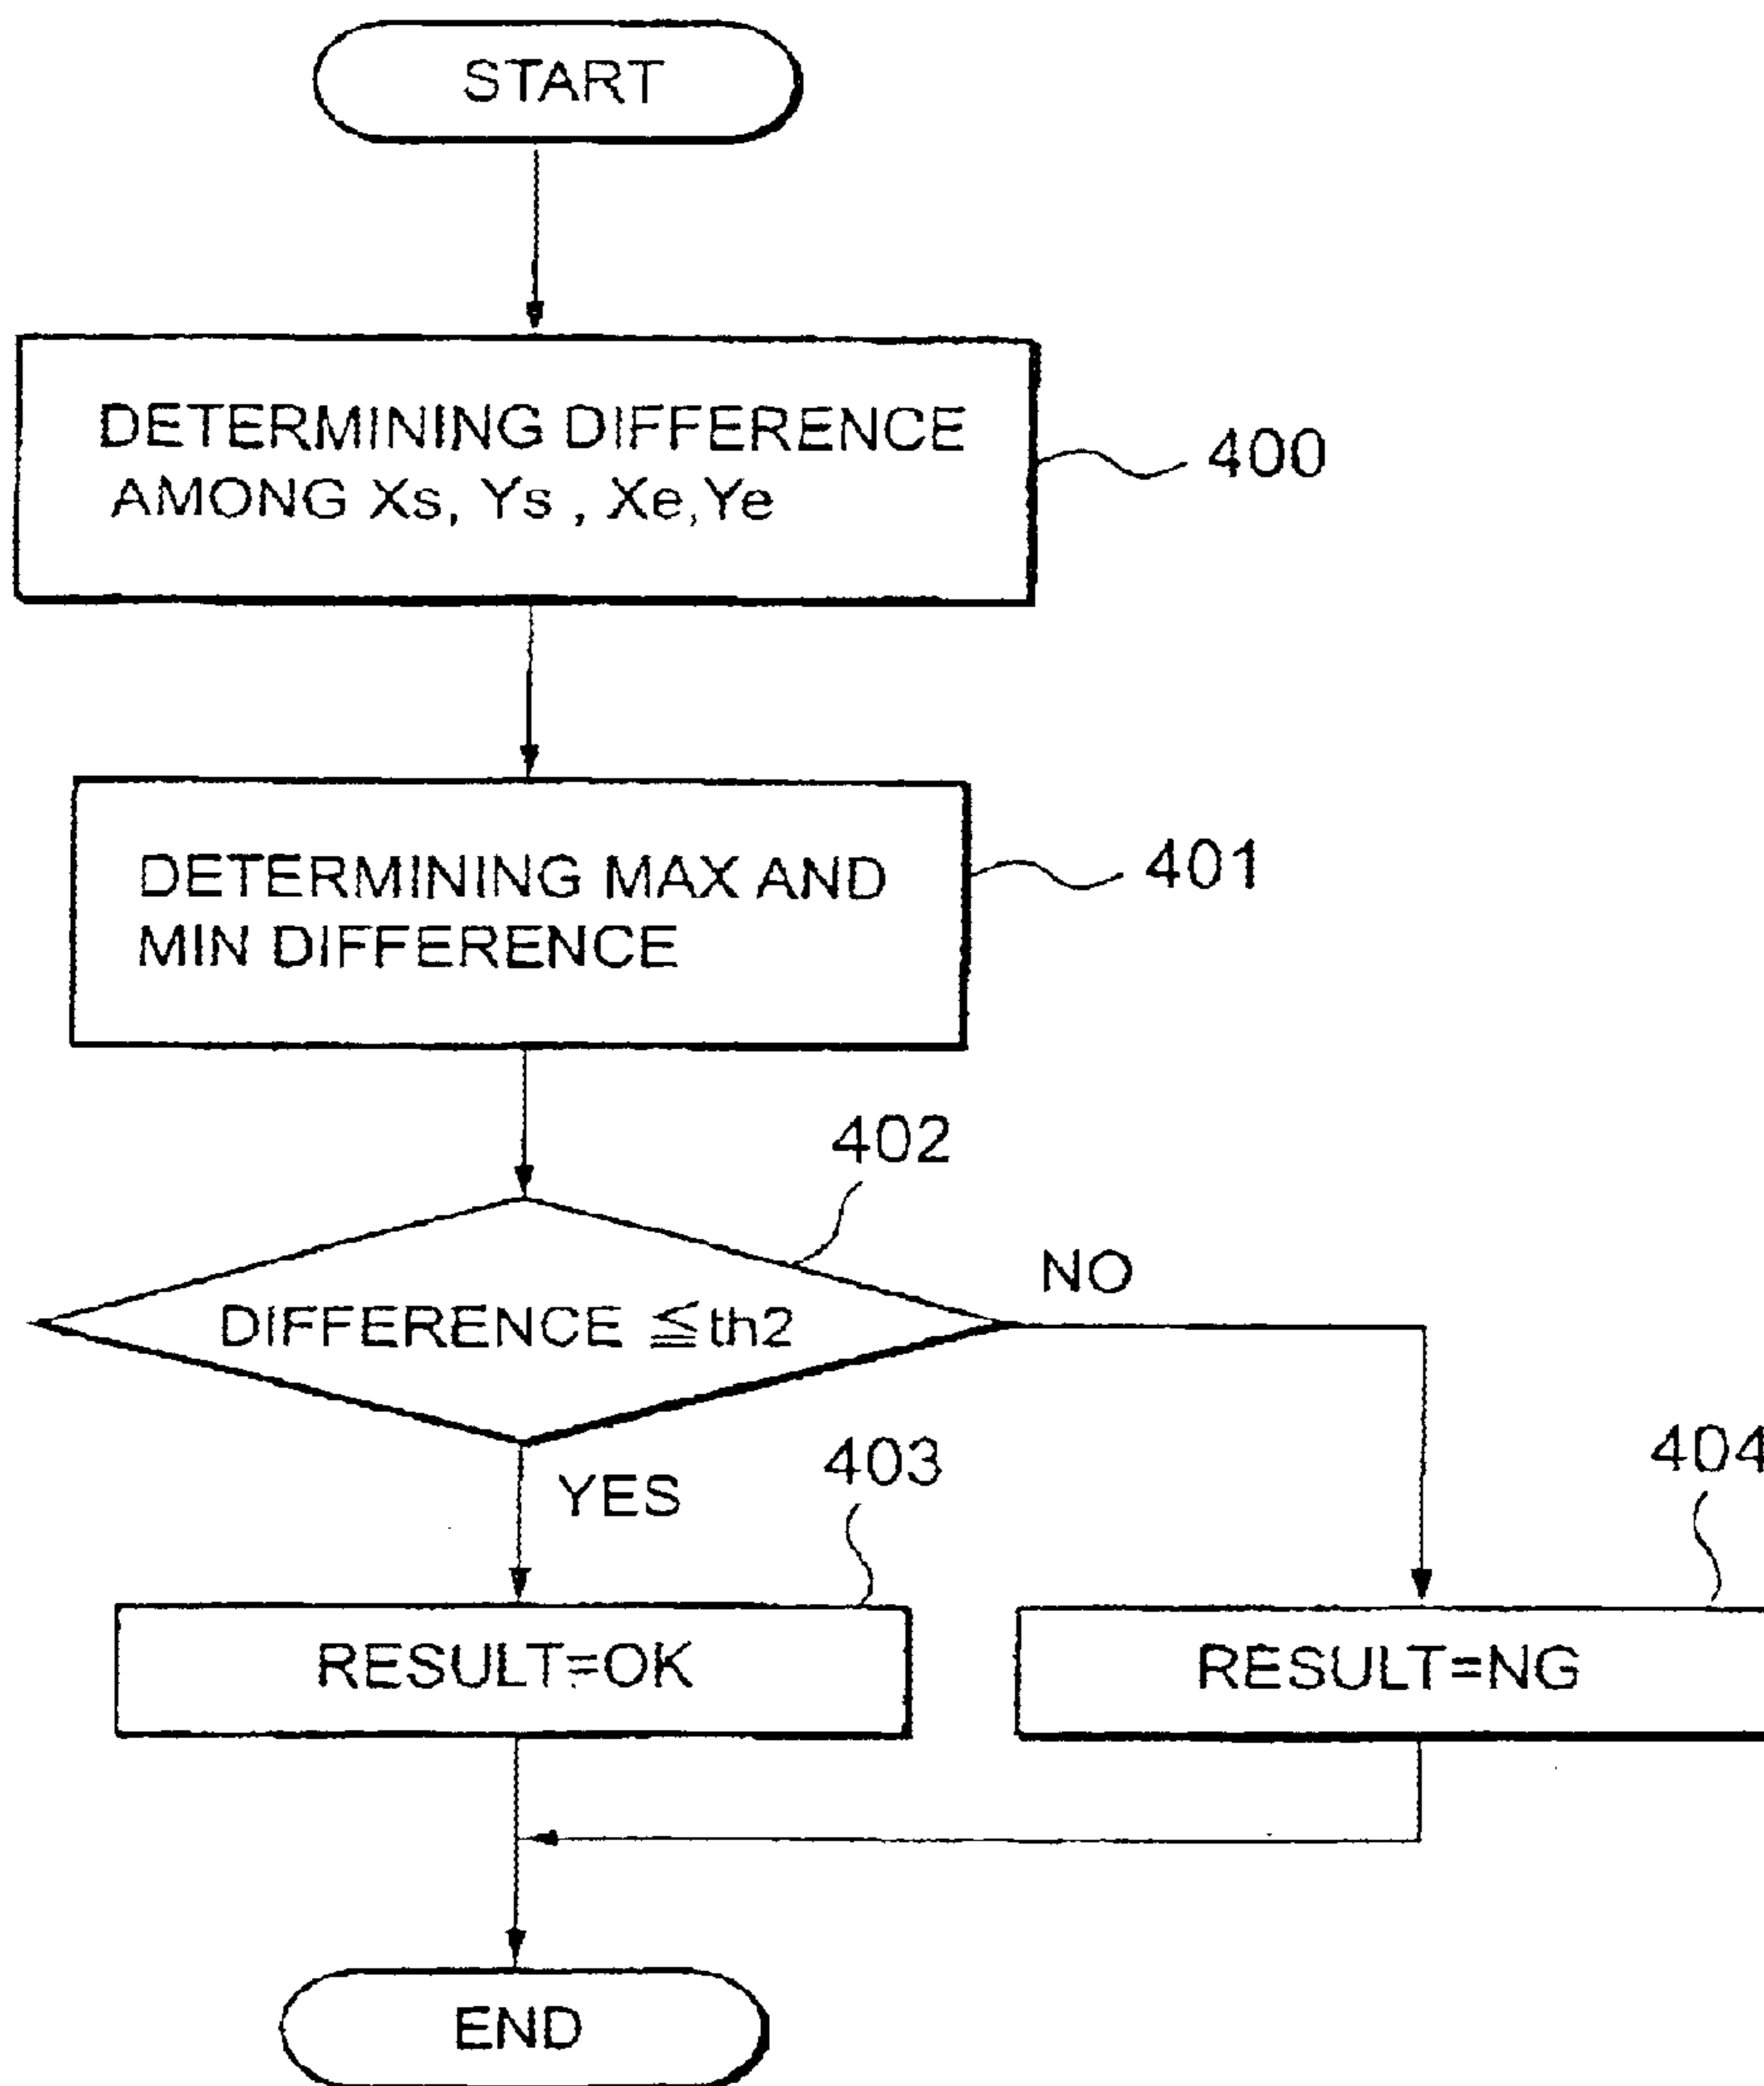 START
DETERMINING DIFFERENCE
AMONG Xs, Ys , Xe,Ye
400
DETERMINING MAX AND
MIN DIFFERENCE
401
402
DIFFERENCE ≦th2
NO
YES
403
404
RESULT=OK
RESULT=NG
END